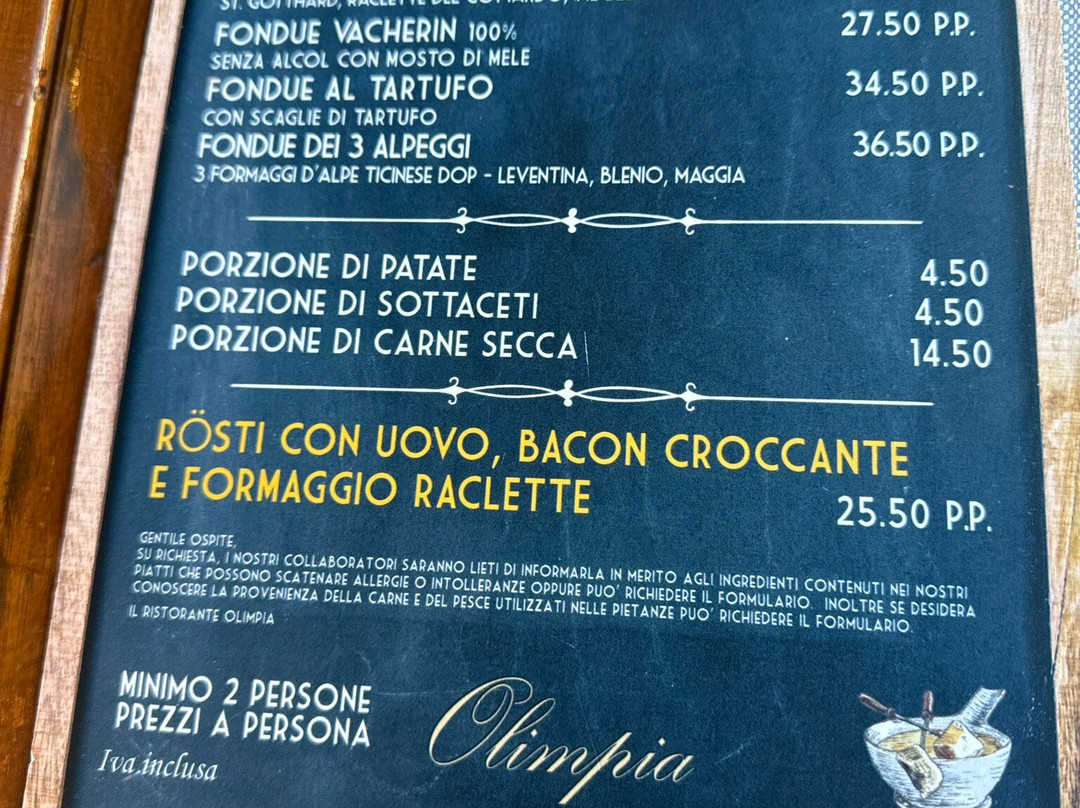 ST. GOTTHARD, RACLETTE DEL GOTTARDO,
FONDUE VACHERIN 100% 27.50 P.P.
SENZA ALCOL CON MOSTO DI MELE
FONDUE AL TARTUFO 34.50 P.P.
CON SCAGLIE DI TARTUFO
FONDUE DEI 3 ALPEGGI 36.50 P.P.
3 FORMAGGI D'ALPE TICINESE DOP - LEVENTINA, BLENIO, MAGGIA
PORZIONE DI PATATE 4.50
PORZIONE DI SOTTACETI 4.50
PORZIONE DI CARNE SECCA 14.50
RÖSTI CON UOVO, BACON CROCCANTE
E FORMAGGIO RACLETTE 25.50 P.P.
GENTILE OSPITE,
SU RICHIESTA, I NOSTRI COLLABORATORI SARANNO LIETI DI INFORMARLA IN MERITO AGLI INGREDIENTI CONTENUTI NEI NOSTRI
PIATTI CHE POSSONO SCATENARE ALLERGIE O INTOLLERANZE OPPURE PUO' RICHIEDERE IL FORMULARIO. INOLTRE SE DESIDERA
CONOSCERE LA PROVENIENZA DELLA CARNE E DEL PESCE UTILIZZATI NELLE PIETANZE PUO' RICHIEDERE IL FORMULARIO.
IL RISTORANTE OLIMPIA
MINIMO 2 PERSONE
PREZZI A PERSONA
Iva inclusa
Olimpia